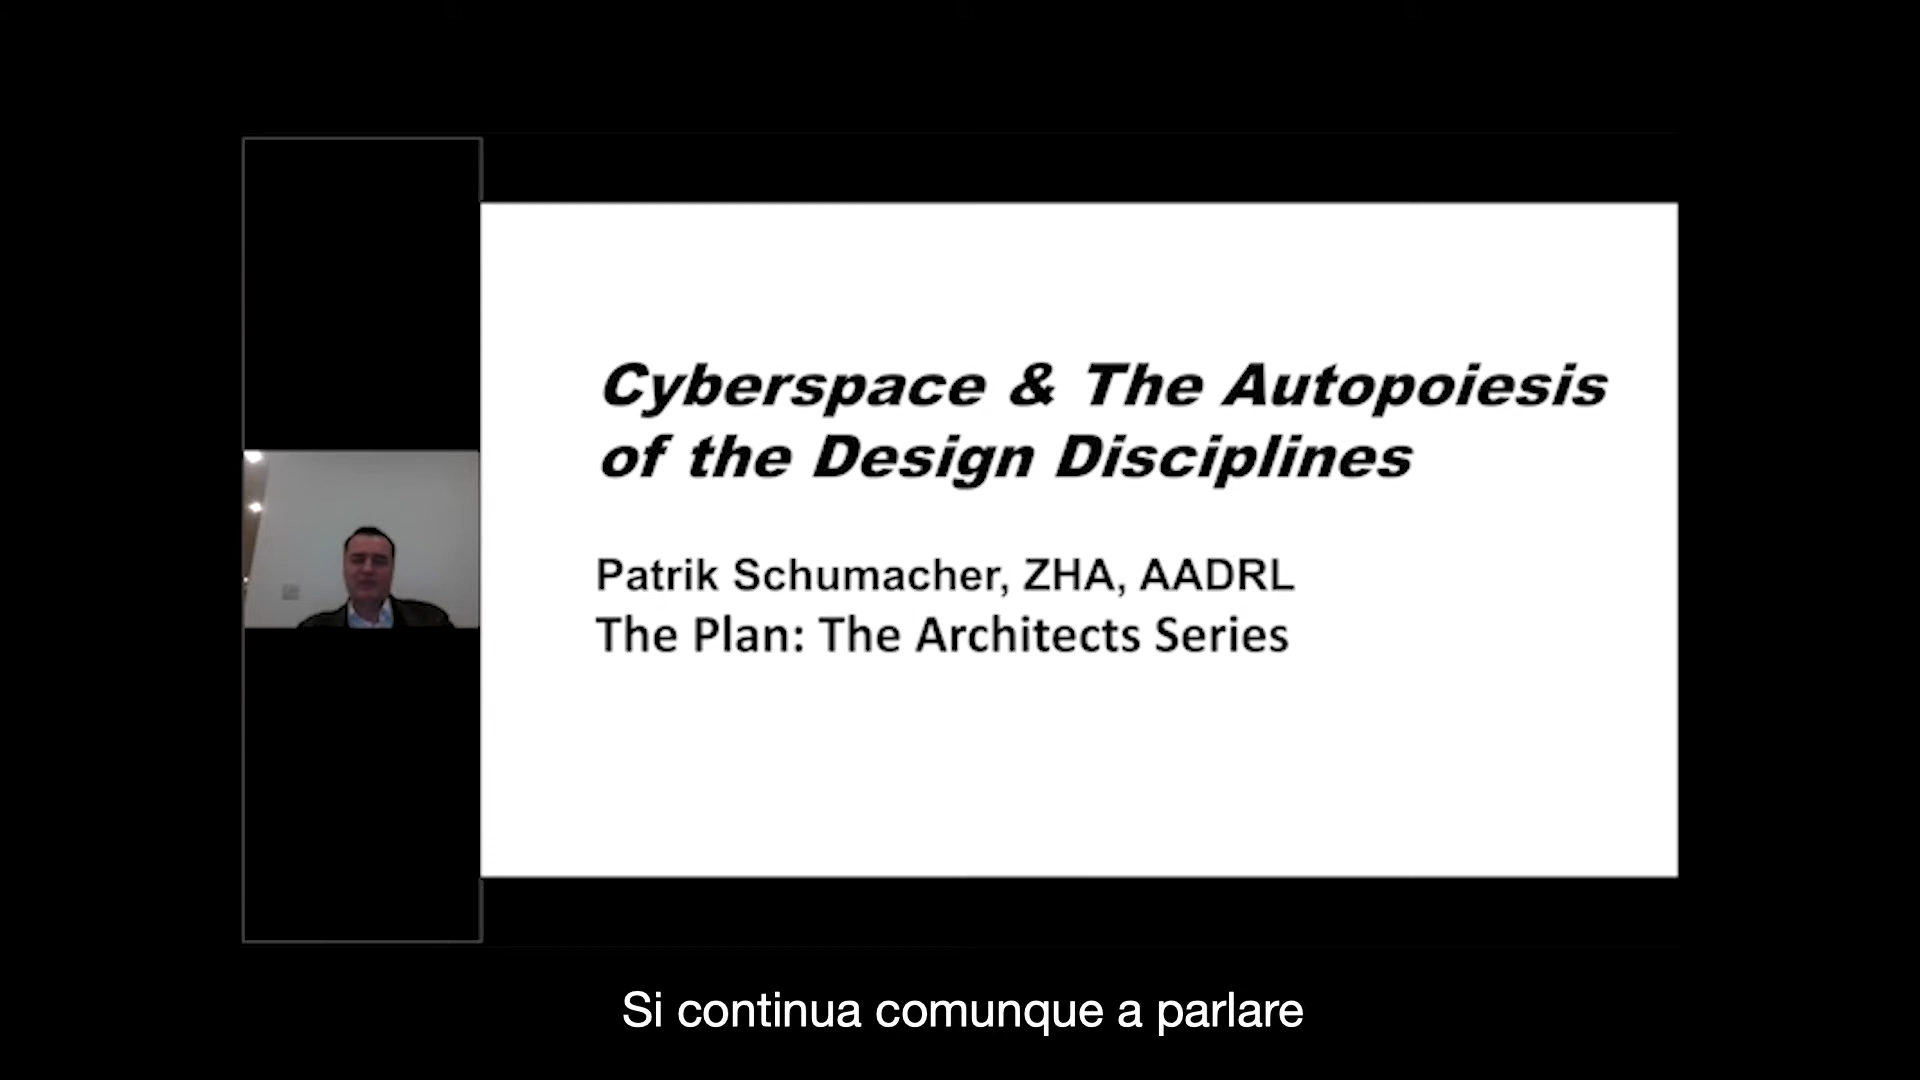 Cyberspace & The Autopoiesis
of the Design Disciplines
Patrik Schumacher, ZHA, AADRL
The Plan: The Architects Series
Si continua comunque a parlare